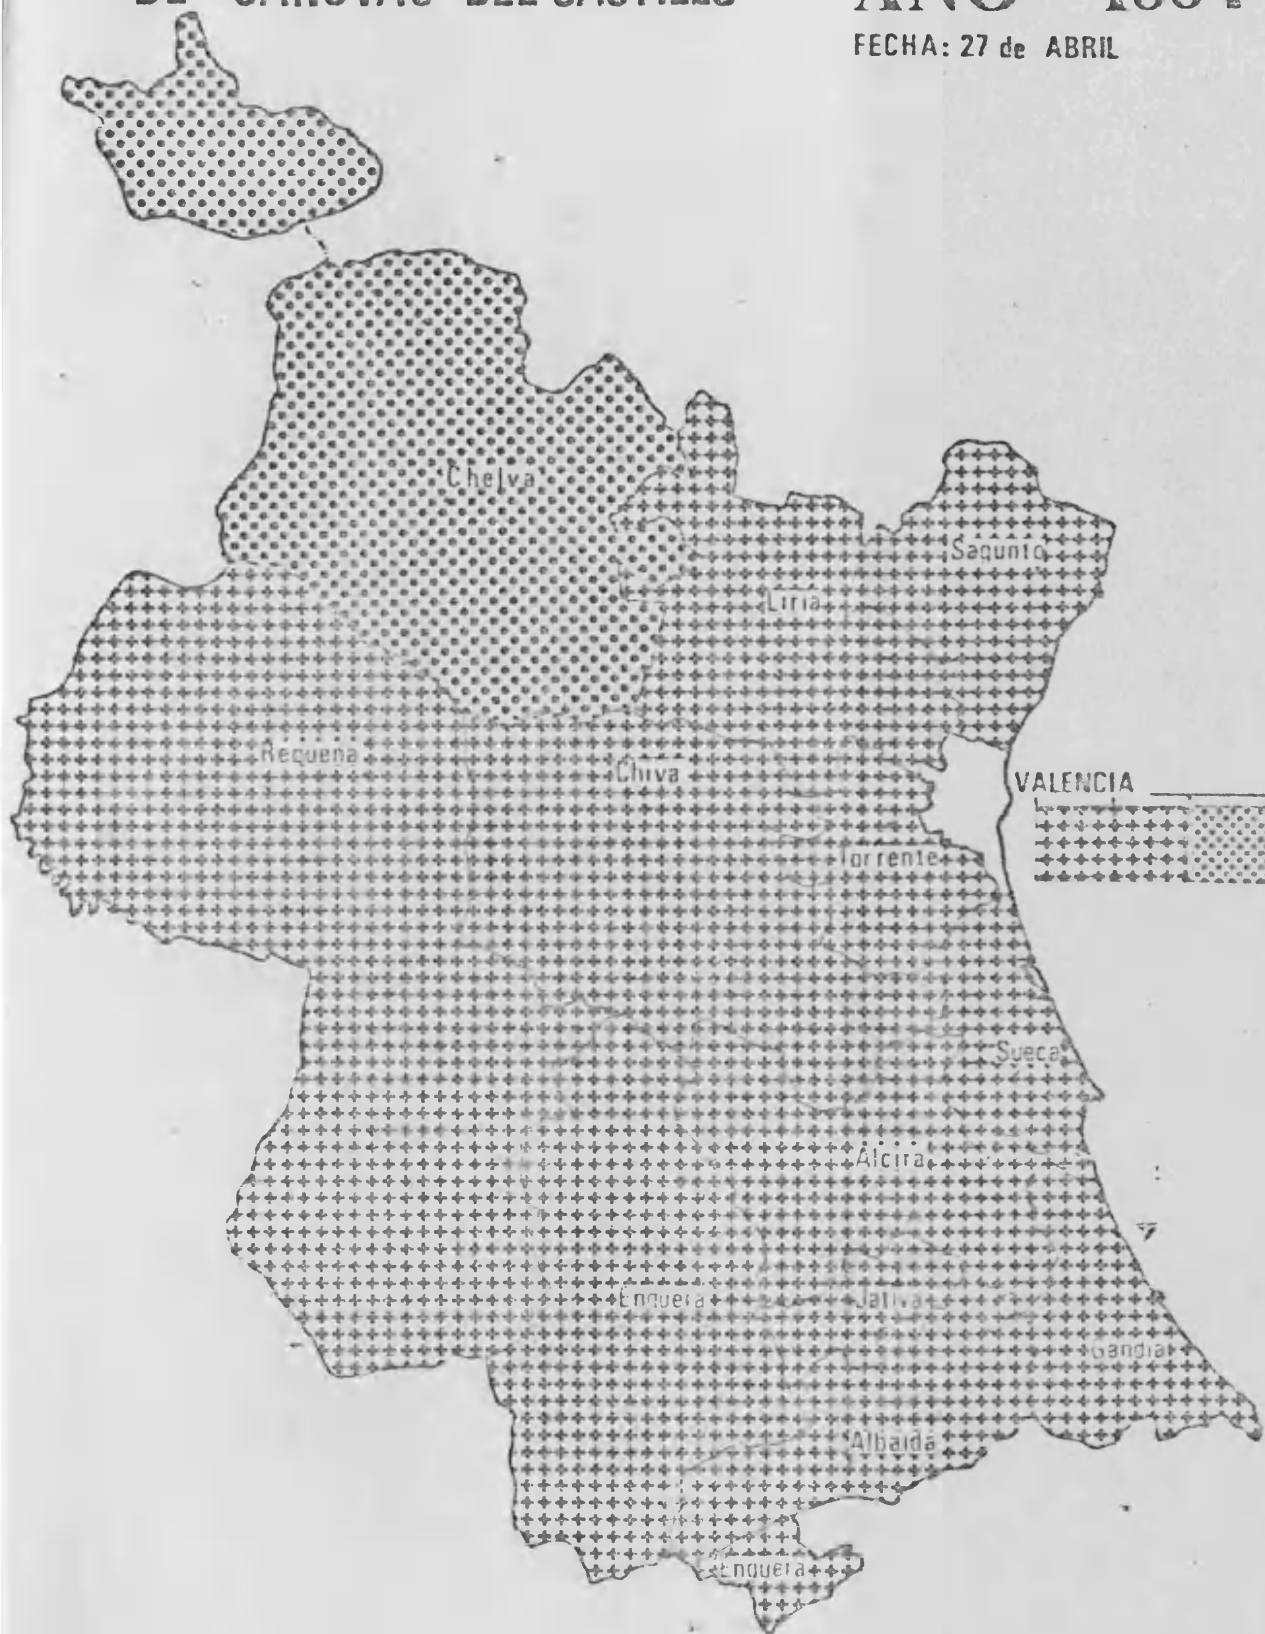 DE CANOVAS DEL CASTILLO
AÑO 1884
FECHA: 27 de ABRIL
Chelva
Sagunto
Liria
Requena
Chiva
VALENCIA
Torrente
Sueca
Alcira
Enguera
Jativa
Gandia
Albaida
Enguera